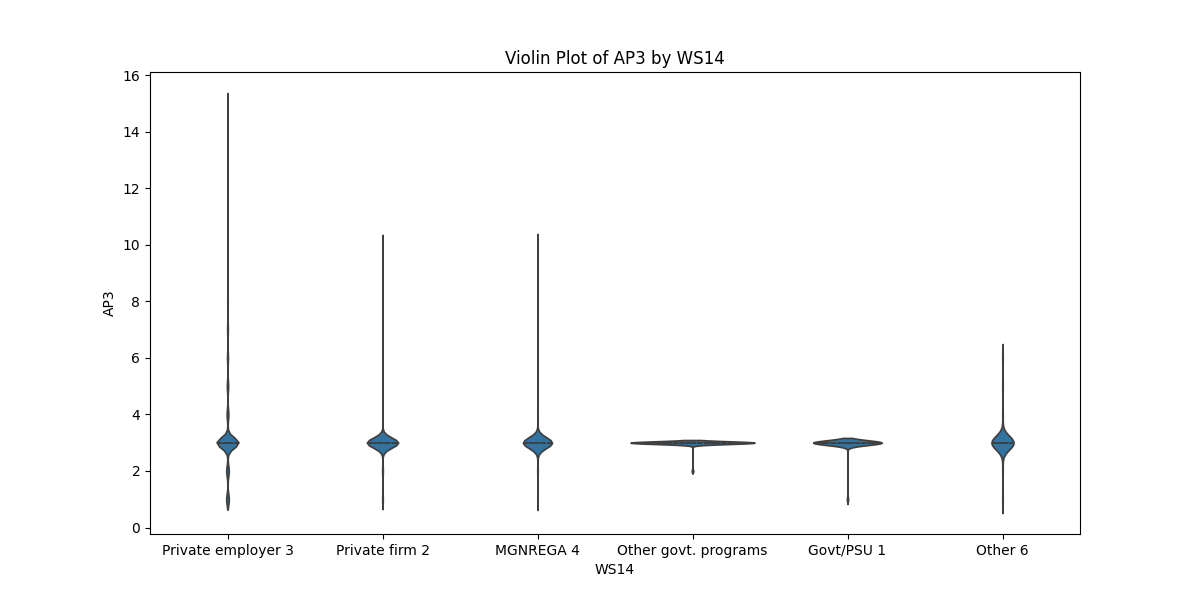 Violin Plot of AP3 by WS14
16
14
12
10
8
6
4
2
0
AP3
Private employer 3 Private firm 2 MGNREGA 4 Other govt. programs Govt/PSU 1 Other 6
WS14